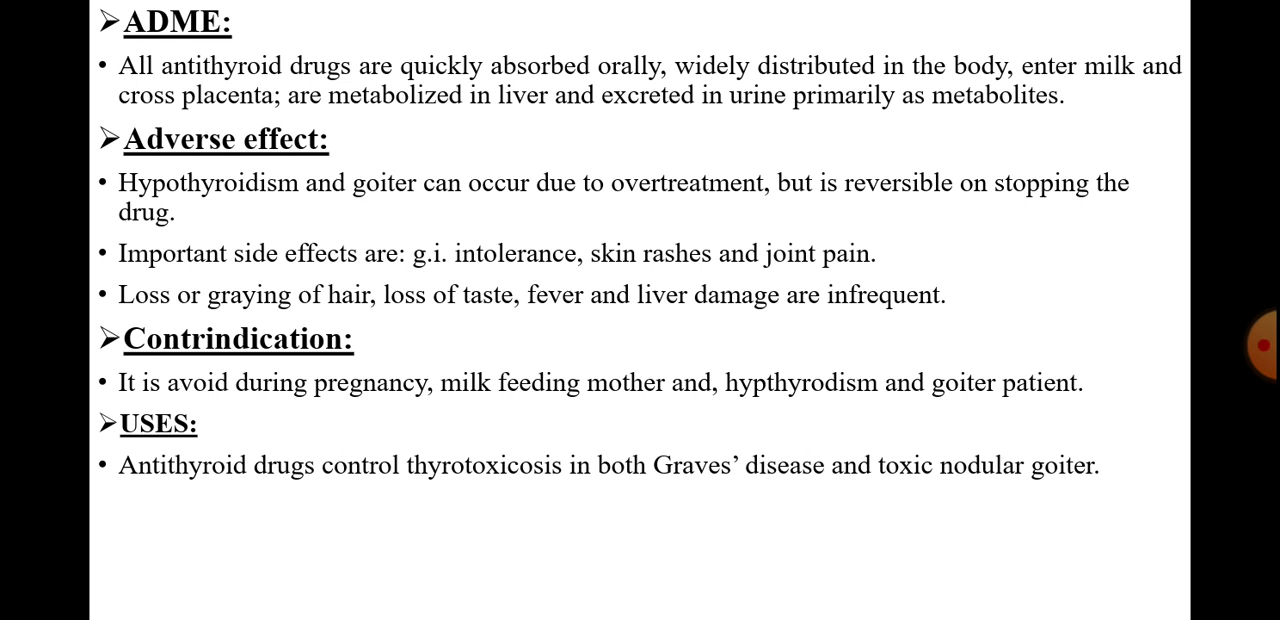 ➢ADME:
• All antithyroid drugs are quickly absorbed orally, widely distributed in the body, enter milk and
cross placenta; are metabolized in liver and excreted in urine primarily as metabolites.
➢Adverse effect:
• Hypothyroidism and goiter can occur due to overtreatment, but is reversible on stopping the
drug.
• Important side effects are: g.i. intolerance, skin rashes and joint pain.
• Loss or graying of hair, loss of taste, fever and liver damage are infrequent.
➢Contrindication:
• It is avoid during pregnancy, milk feeding mother and, hypthyrodism and goiter patient.
➢USES:
• Antithyroid drugs control thyrotoxicosis in both Graves’ disease and toxic nodular goiter.